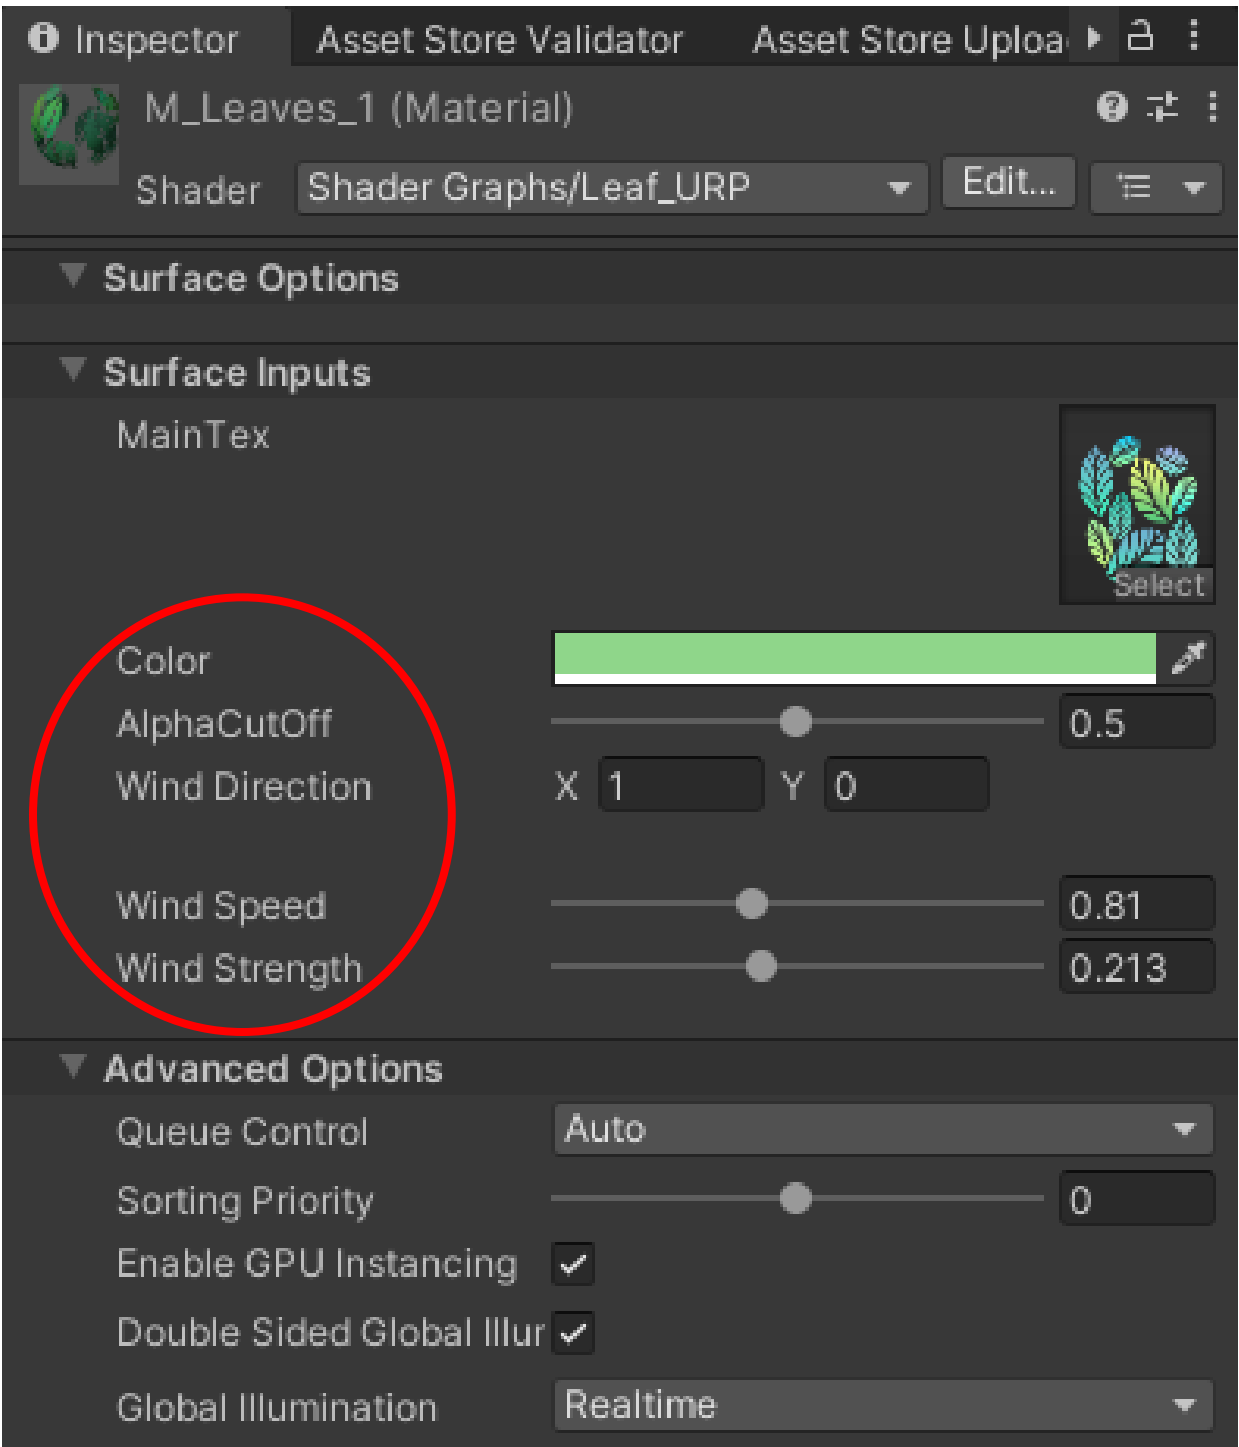 Inspector Asset Store Validator Asset Store Uploa
M_Leaves_1 (Material)
Shader Shader Graphs/Leaf_URP Edit...
Surface Options
Surface Inputs
MainTex
Select
Color
AlphaCutOff 0.5
Wind Direction X 1 Y 0
Wind Speed 0.81
Wind Strength 0.213
Advanced Options
Queue Control Auto
Sorting Priority 0
Enable GPU Instancing
Double Sided Global Illur
Global Illumination Realtime